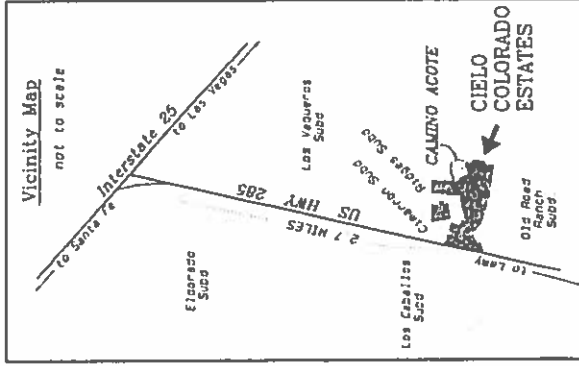 Vicinity Map
not to scale
to Santa Fe
Interstate 25
to Las Vegas
Eldorado
Subd
US HWY 285
2.7 MILES
Los Vaqueros
Subd
Cimarron Subd
Ridges Subd
CAMINO ACOTE
CIELO
COLORADO
ESTATES
Los Caballos
Subd
to Lamy
Old Road
Ranch
Subd.